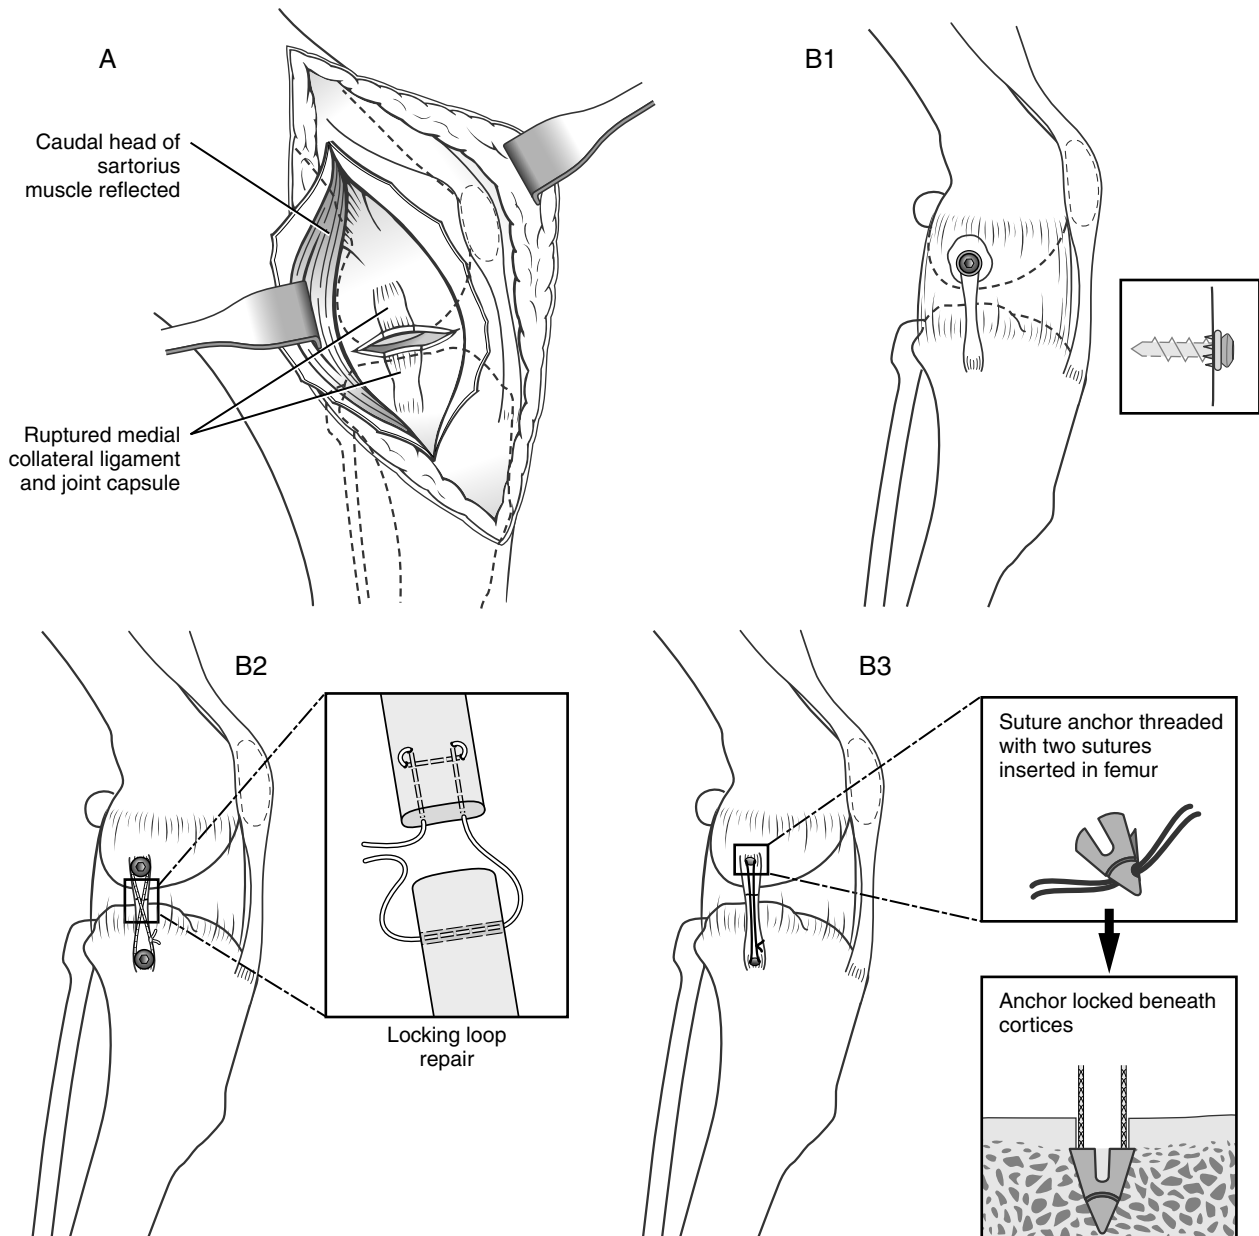 A
B1
Caudal head of
sartorius
muscle reflected
Ruptured medial
collateral ligament
and joint capsule
B2
B3
Locking loop
repair
Suture anchor threaded
with two sutures
inserted in femur
Anchor locked beneath
cortices